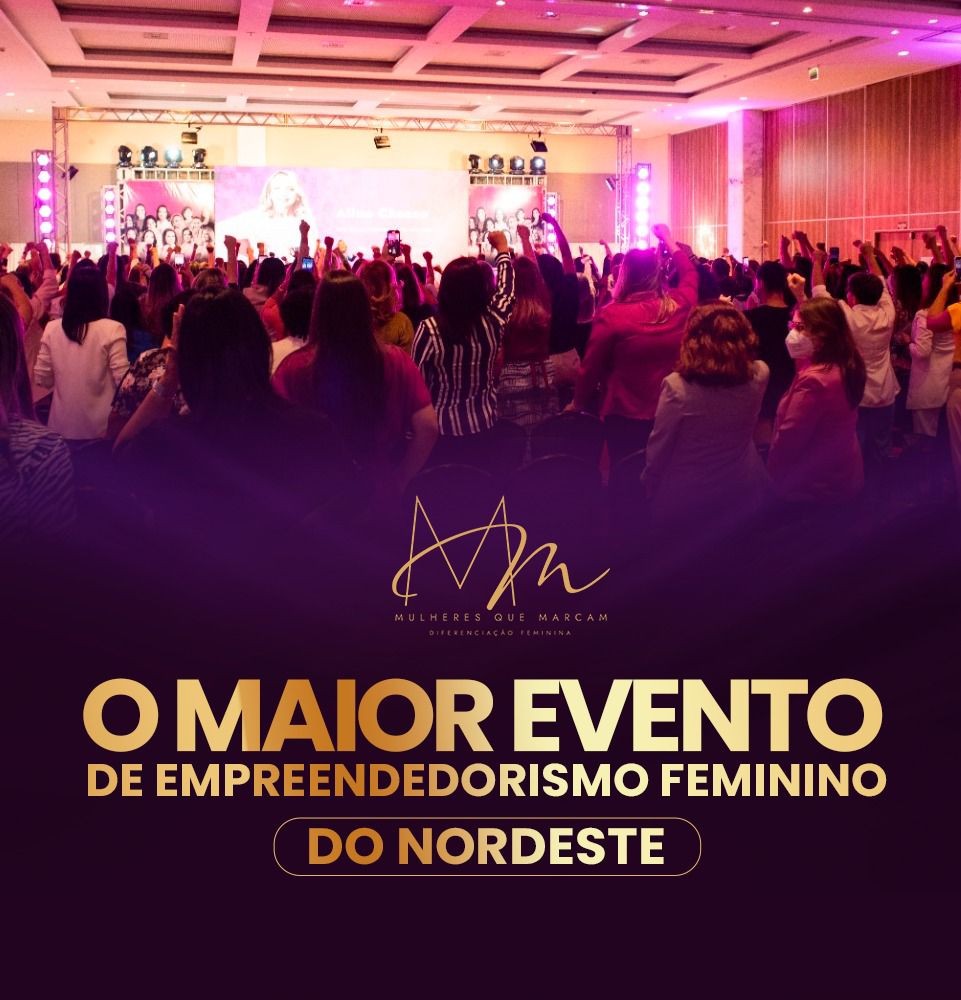 MULHERES QUE MARCAM
DIFERENCIAÇÃO FEMININA
O MAIOR EVENTO
DE EMPREENDEDORISMO FEMININO
DO NORDESTE